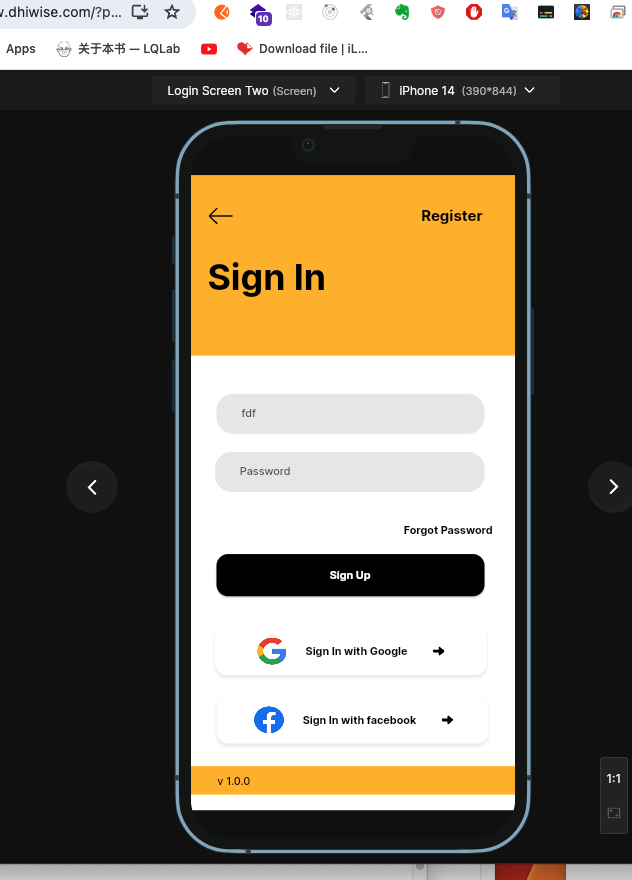 w.dhiwise.com/?p...
10
Apps
关于本书 — LQLab
Download file | iL...
Login Screen Two (Screen)
iPhone 14 (390*844)
Register
Sign In
fdf
Password
Forgot Password
Sign Up
Sign In with Google
Sign In with facebook
v 1.0.0
1:1